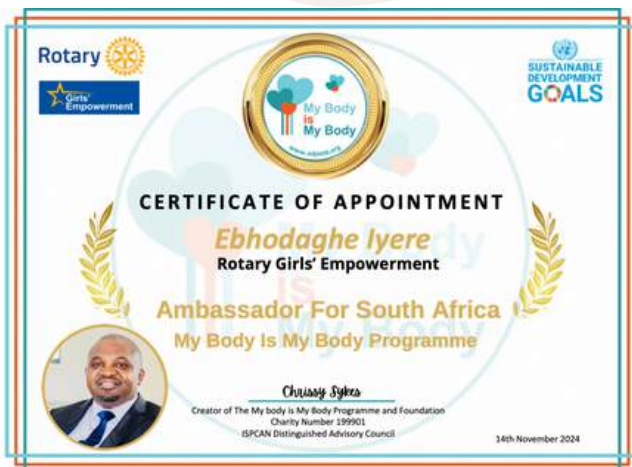 Rotary
Girls'
Empowerment
SUSTAINABLE
DEVELOPMENT
GOALS
My Body
is
My Body
CERTIFICATE OF APPOINTMENT
Ebhodaghe Iyere
Rotary Girls' Empowerment
Ambassador For South Africa
My Body Is My Body Programme
Chrissy Sykes
Creator of The My body is My Body Programme and Foundation
Charity Number 199901
ISPCAN Distinguished Advisory Council
14th November 2024